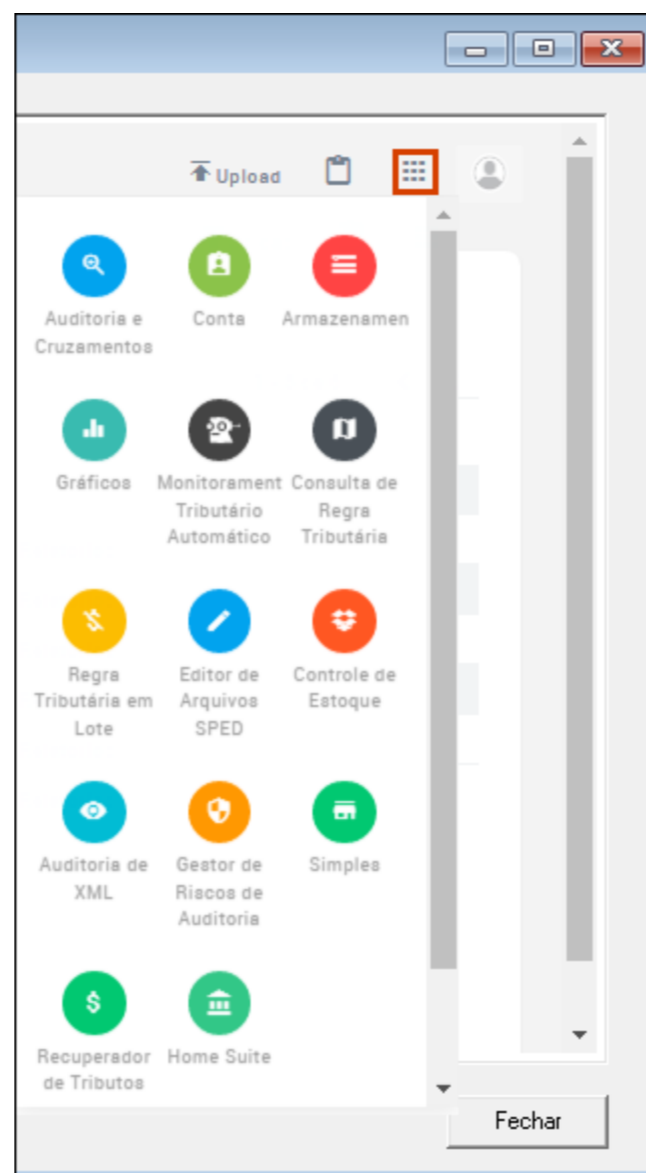 Upload
Auditoria e
Cruzamentos
Conta
Armazenamen
Gráficos
Monitorament
Tributário
Automático
Consulta de
Regra
Tributária
Regra
Tributária em
Lote
Editor de
Arquivos
SPED
Controle de
Estoque
Auditoria de
XML
Gestor de
Riscos de
Auditoria
Simples
Recuperador
de Tributos
Home Suite
Fechar